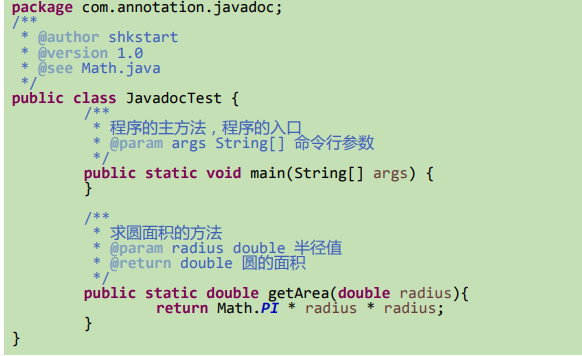 package com.annotation.javadoc;
/**
 * @author shkstart
 * @version 1.0
 * @see Math.java
 */
public class JavadocTest {
        /**
         * 程序的主方法，程序的入口
         * @param args String[] 命令行参数
         */
        public static void main(String[] args) {
        }

        /**
         * 求圆面积的方法
         * @param radius double 半径值
         * @return double 圆的面积
         */
        public static double getArea(double radius){
                return Math.PI * radius * radius;
        }
}